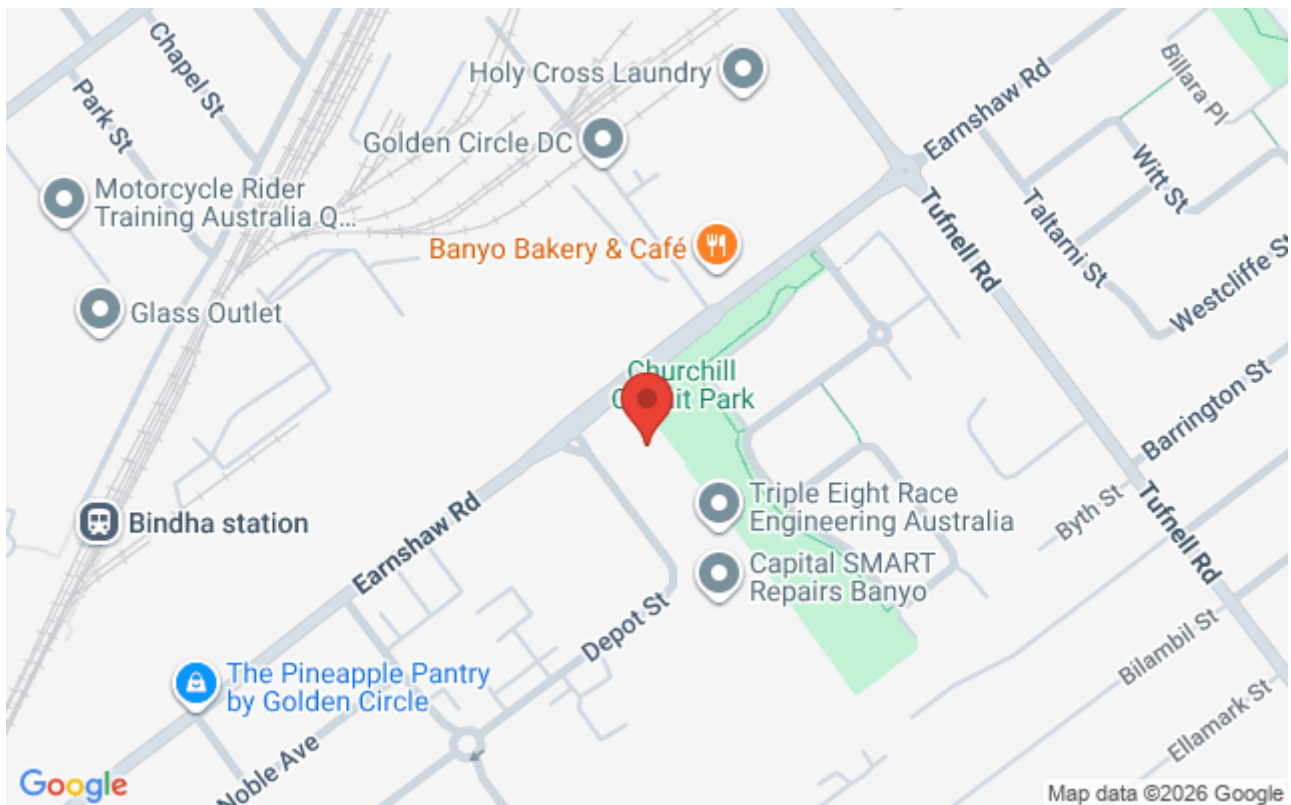 Chapel St
Park St
Holy Cross Laundry
Golden Circle DC
Earnshaw Rd
Billara Pl
Witt St
Motorcycle Rider
Training Australia Q...
Banyo Bakery & Café
Tufnell Rd
Taltarni St
Westcliffe St
Glass Outlet
Churchill
Park
Barrington St
Bindha station
Earnshaw Rd
Triple Eight Race
Engineering Australia
Byth St
Tufnell Rd
Capital SMART
Repairs Banyo
Depot St
Bilambil St
The Pineapple Pantry
by Golden Circle
Ellamark St
Noble Ave
Google
Map data ©2026 Google